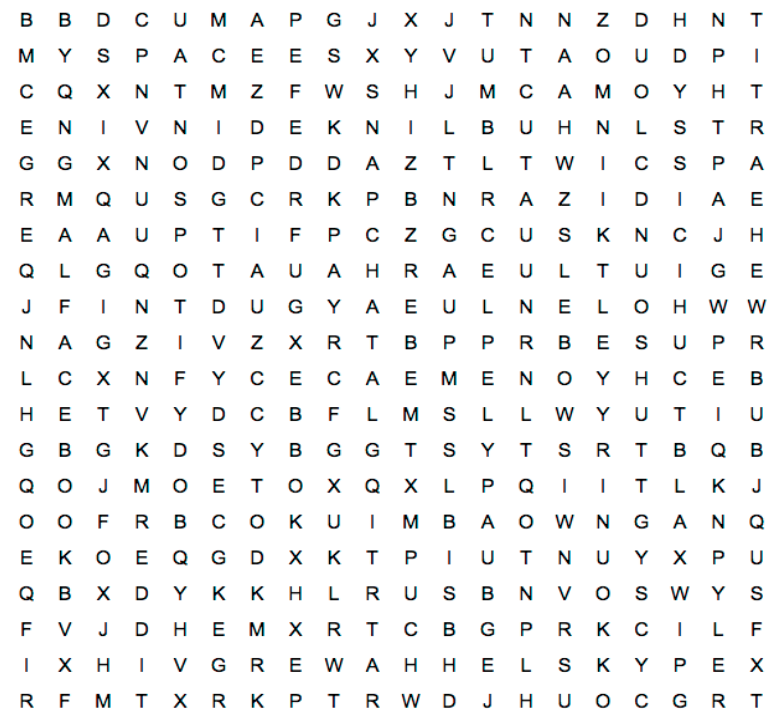 B B D C U M A P G J X J T N N Z D H N T
M Y S P A C E E S X Y V U T A O U D P I
C Q X N T M Z F W S H J M C A M O Y H T
E N I V N I D E K N I L B U H N L S T R
G G X N O D P D D A Z T L T W I C S P A
R M Q U S G C R K P B N R A Z I D I A E
E A A U P T I F P C Z G C U S K N C J H
Q L G Q O T A U A H R A E U L T U I G E
J F I N T D U G Y A E U L N E L O H W W
N A G Z I V Z X R T B P P R B E S U P R
L C X N F Y C E C A E M E N O Y H C E B
H E T V Y D C B F L M S L L W Y U T I U
G B G K D S Y B G G T S Y T S R T B Q B
Q O J M O E T O X Q X L P Q I I T L K J
O O F R B C O K U I M B A O W N G A N Q
E K O E Q G D X K T P I U T N U Y X P U
Q B X D Y K K H L R U S B N V O S W Y S
F V J D H E M X R T C B G P R K C I L F
I X H I V G R E W A H H E L S K Y P E X
R F M T X R K P T R W D J H U O C G R T